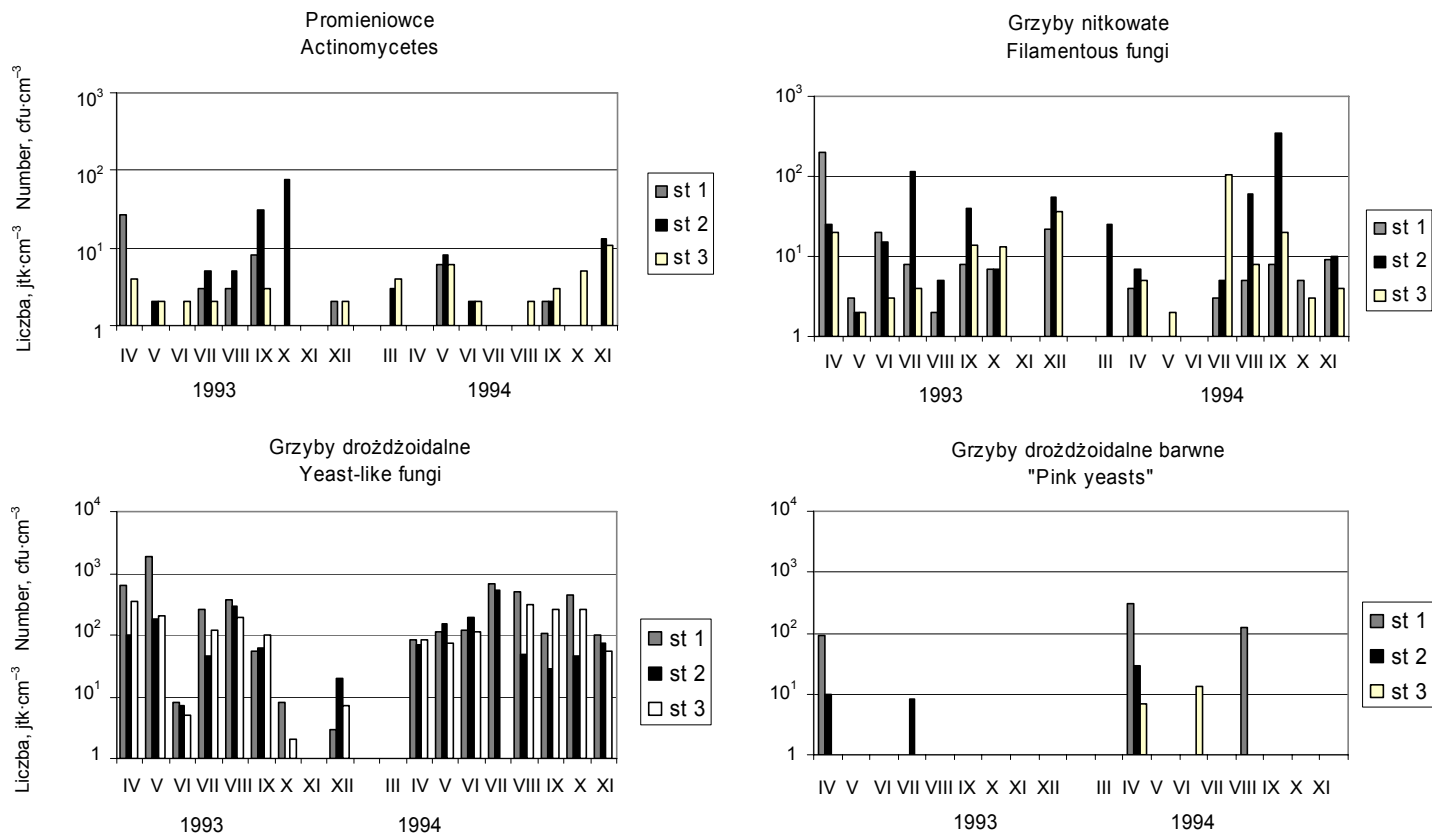 Promieniowce
Actinomycetes
Liczba, jtk·cm⁻³ Number, cfu·cm⁻³
10³
10²
10¹
1
IV V VI VII VIII IX X XI XII III IV V VI VII VIII IX X XI
1993 1994
st 1
st 2
st 3
Grzyby nitkowate
Filamentous fungi
10³
10²
10¹
1
IV V VI VII VIII IX X XI XII III IV V VI VII VIII IX X XI
1993 1994
st 1
st 2
st 3
Grzyby drożdżoidalne
Yeast-like fungi
Liczba, jtk·cm⁻³ Number, cfu·cm⁻³
10⁴
10³
10²
10¹
1
IV V VI VII VIII IX X XI XII III IV V VI VII VIII IX X XI
1993 1994
st 1
st 2
st 3
Grzyby drożdżoidalne barwne
"Pink yeasts"
10⁴
10³
10²
10¹
1
IV V VI VII VIII IX X XI XII III IV V VI VII VIII IX X XI
1993 1994
st 1
st 2
st 3